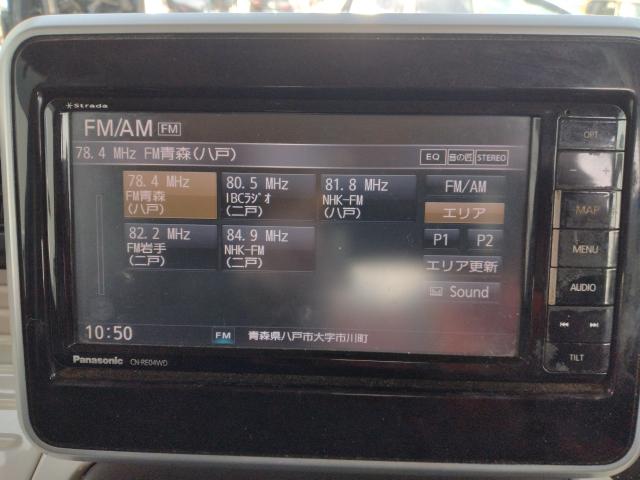 Strada
FM/AM FM
78.4 MHz FM青森(八戸) EQ 音の匠 STEREO
78.4 MHz
FM青森
(八戸)
80.5 MHz
IBCラジオ
(二戸)
81.8 MHz
NHK-FM
(八戸)
FM/AM
エリア
82.2 MHz
FM岩手
(二戸)
84.9 MHz
NHK-FM
(二戸)
P1 P2
エリア更新
Sound
10:50 FM 青森県八戸市大字市川町
Panasonic CN-RE04WD
OPT
− +
MAP
MENU
AUDIO
TILT